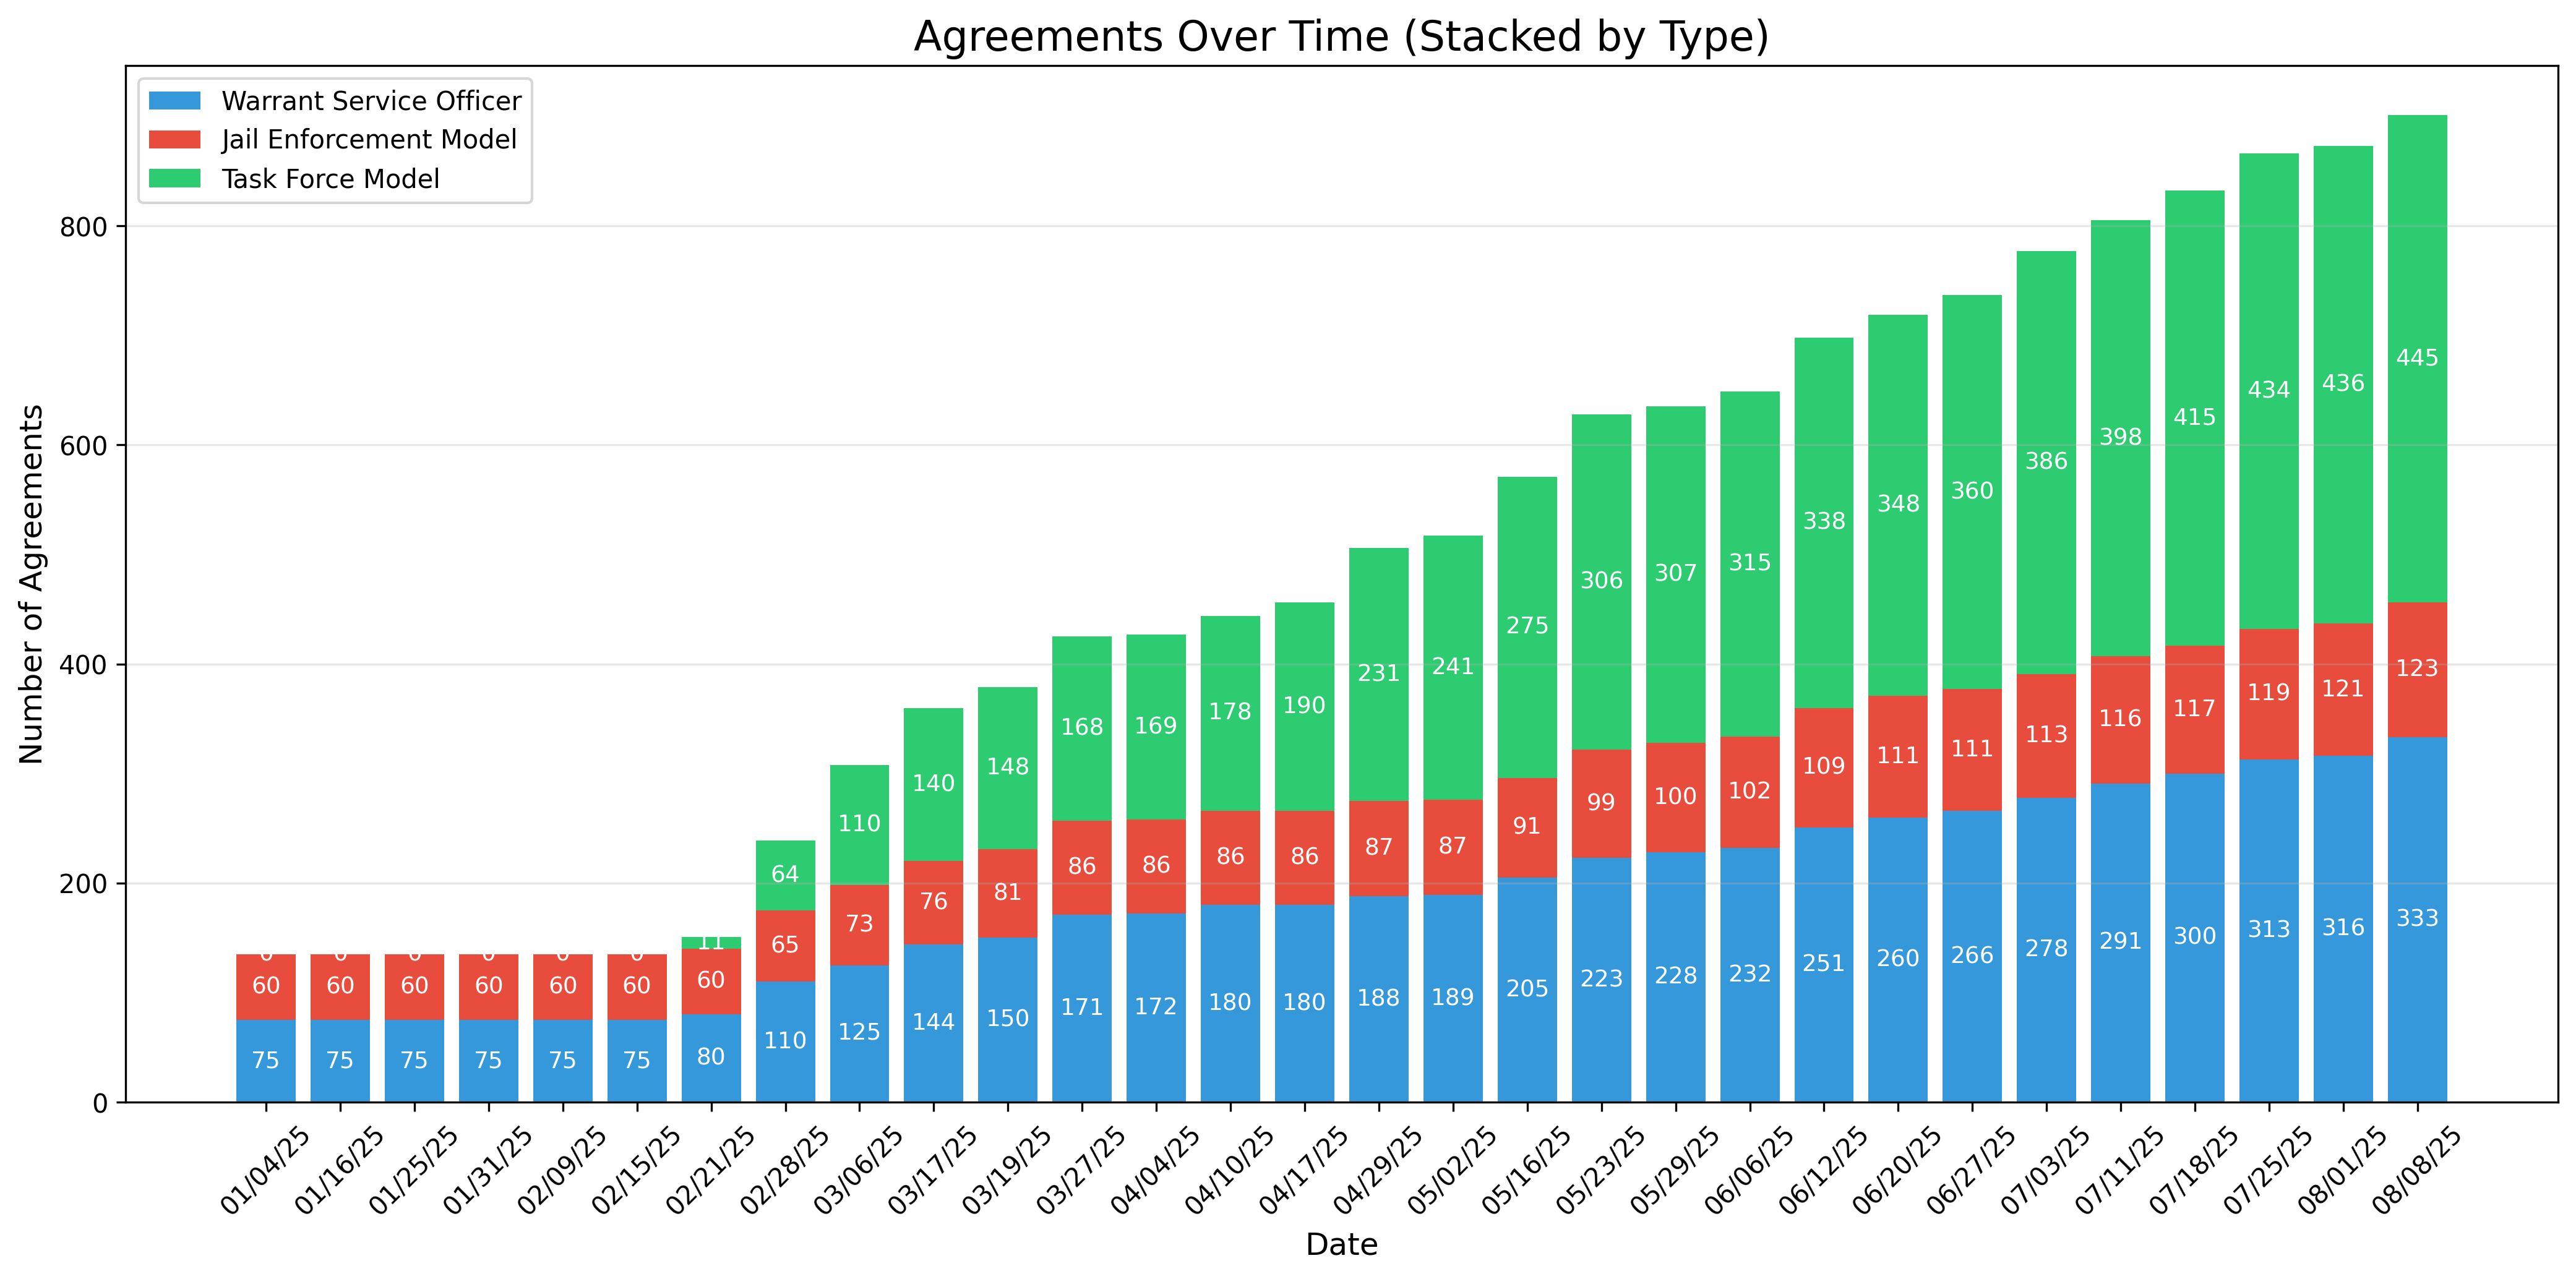 Agreements Over Time (Stacked by Type)
Warrant Service Officer
Jail Enforcement Model
Task Force Model
Number of Agreements
800
600
400
200
0
0 0 0 0 0 0 11 64 110 140 148 168 169 178 190 231 241 275 306 307 315 338 348 360 386 398 415 434 436 445
60 60 60 60 60 60 60 65 73 76 81 86 86 86 86 87 87 91 99 100 102 109 111 111 113 116 117 119 121 123
75 75 75 75 75 75 80 110 125 144 150 171 172 180 180 188 189 205 223 228 232 251 260 266 278 291 300 313 316 333
01/04/25 01/16/25 01/25/25 01/31/25 02/09/25 02/15/25 02/21/25 02/28/25 03/06/25 03/17/25 03/19/25 03/27/25 04/04/25 04/10/25 04/17/25 04/29/25 05/02/25 05/16/25 05/23/25 05/29/25 06/06/25 06/12/25 06/20/25 06/27/25 07/03/25 07/11/25 07/18/25 07/25/25 08/01/25 08/08/25
Date